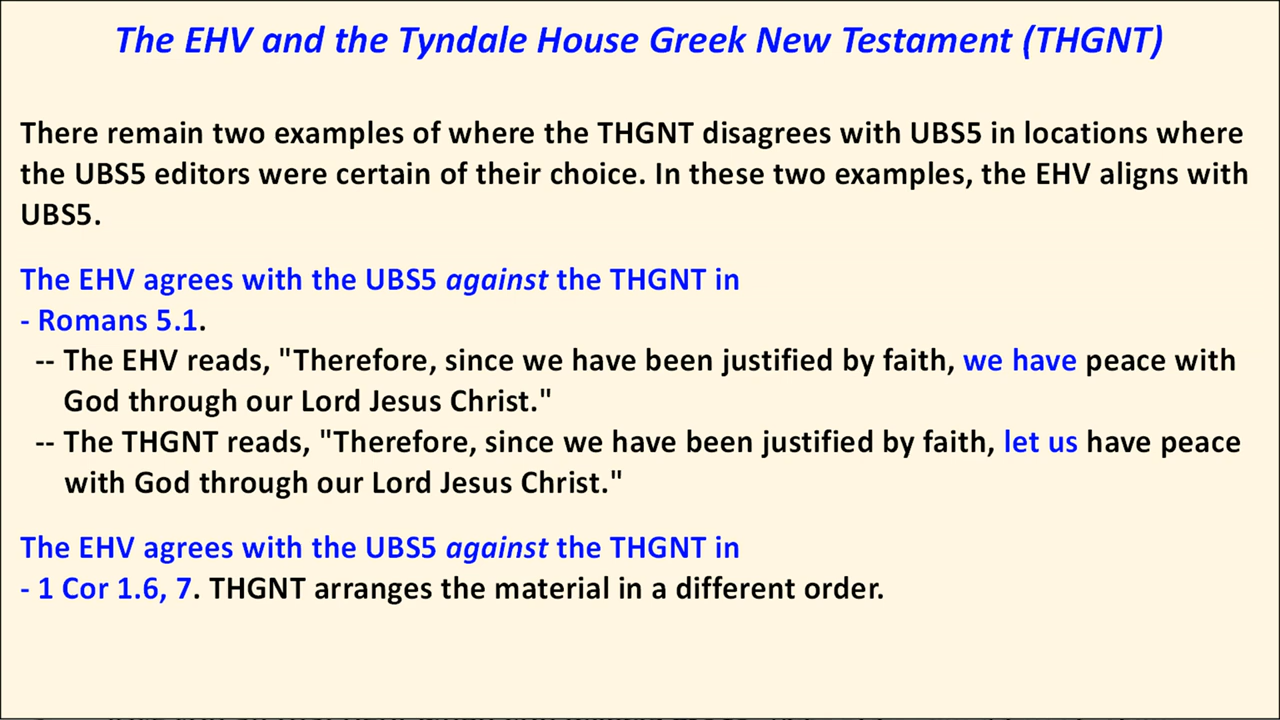 The EHV and the Tyndale House Greek New Testament (THGNT)
There remain two examples of where the THGNT disagrees with UBS5 in locations where
the UBS5 editors were certain of their choice. In these two examples, the EHV aligns with
UBS5.
The EHV agrees with the UBS5 against the THGNT in
- Romans 5.1.
-- The EHV reads, "Therefore, since we have been justified by faith, we have peace with
God through our Lord Jesus Christ."
-- The THGNT reads, "Therefore, since we have been justified by faith, let us have peace
with God through our Lord Jesus Christ."
The EHV agrees with the UBS5 against the THGNT in
- 1 Cor 1.6, 7. THGNT arranges the material in a different order.